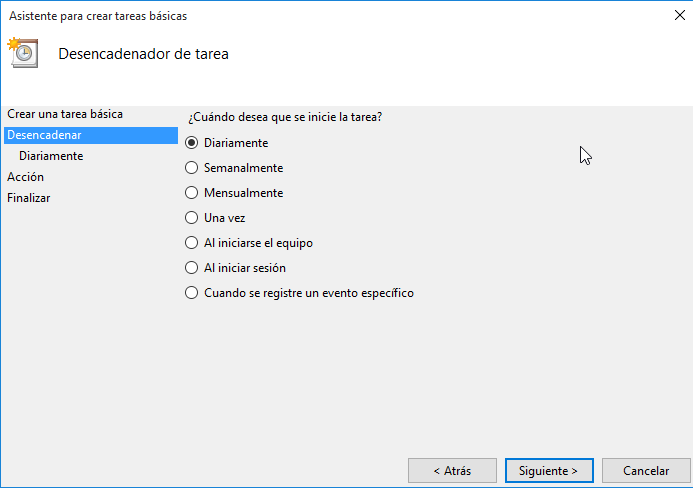 Asistente para crear tareas básicas
Desencadenador de tarea
Crear una tarea básica
Desencadenar
Diariamente
Acción
Finalizar
¿Cuándo desea que se inicie la tarea?
Diariamente
Semanalmente
Mensualmente
Una vez
Al iniciarse el equipo
Al iniciar sesión
Cuando se registre un evento específico
< Atrás
Siguiente >
Cancelar